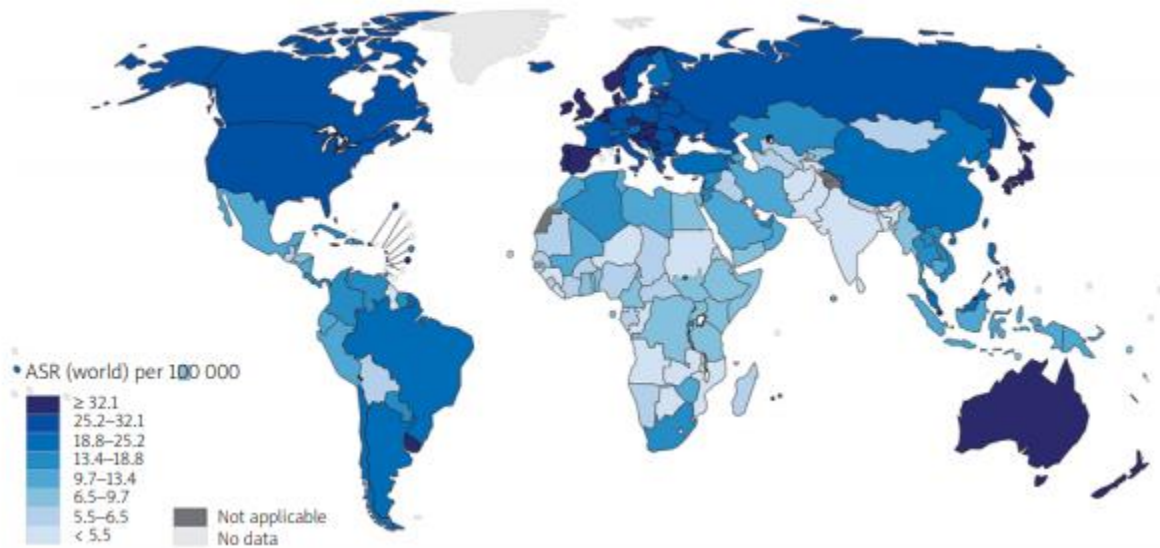 ASR (world) per 100 000
≥ 32.1
25.2–32.1
18.8–25.2
13.4–18.8
9.7–13.4
6.5–9.7
5.5–6.5
< 5.5
Not applicable
No data